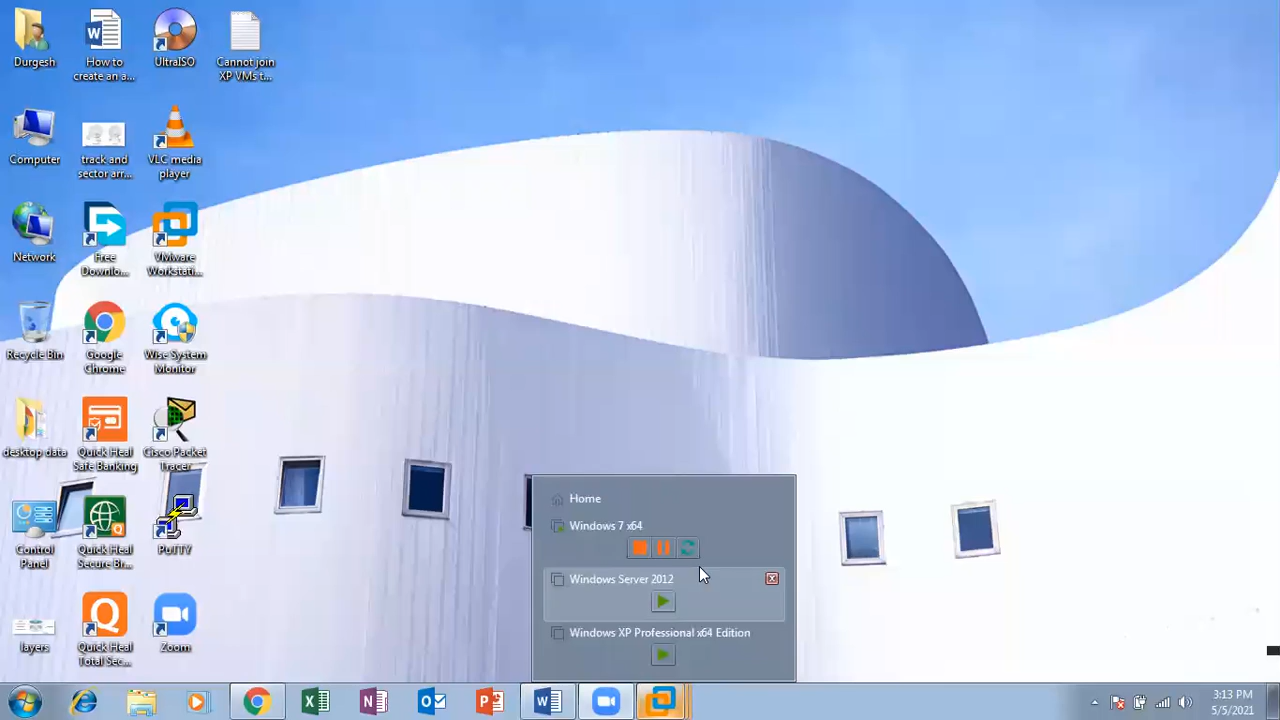 Durgesh
How to
create an a...
UltraISO
Cannot join
XP VMs t...
Computer
track and
sector arr...
VLC media
player
Network
Free
Downlo...
VMware
Workstati...
Recycle Bin
Google
Chrome
Wise System
Monitor
desktop data
Quick Heal
Safe Banking
Cisco Packet
Tracer
Control
Panel
Quick Heal
Secure Br...
PuTTY
layers
Quick Heal
Total Sec...
Zoom
Home
Windows 7 x64
Windows Server 2012
Windows XP Professional x64 Edition
3:13 PM
5/5/2021